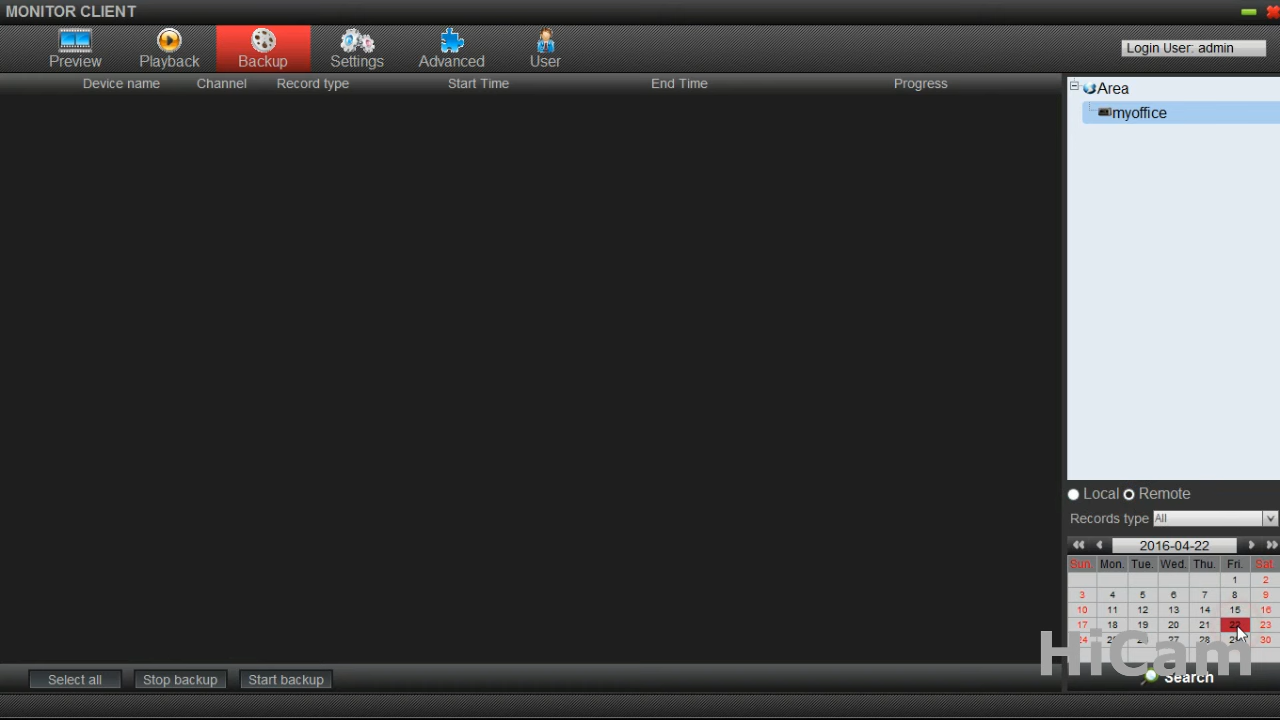 MONITOR CLIENT
Preview Playback Backup Settings Advanced User
Login User: admin
Device name Channel Record type Start Time End Time Progress
Area
myoffice
Local Remote
Records type All
2016-04-22
Sun. Mon. Tue. Wed. Thu. Fri. Sat.
1 2
3 4 5 6 7 8 9
10 11 12 13 14 15 16
17 18 19 20 21 22 23
24 27 28 29 30
HiCam
Search
Select all Stop backup Start backup